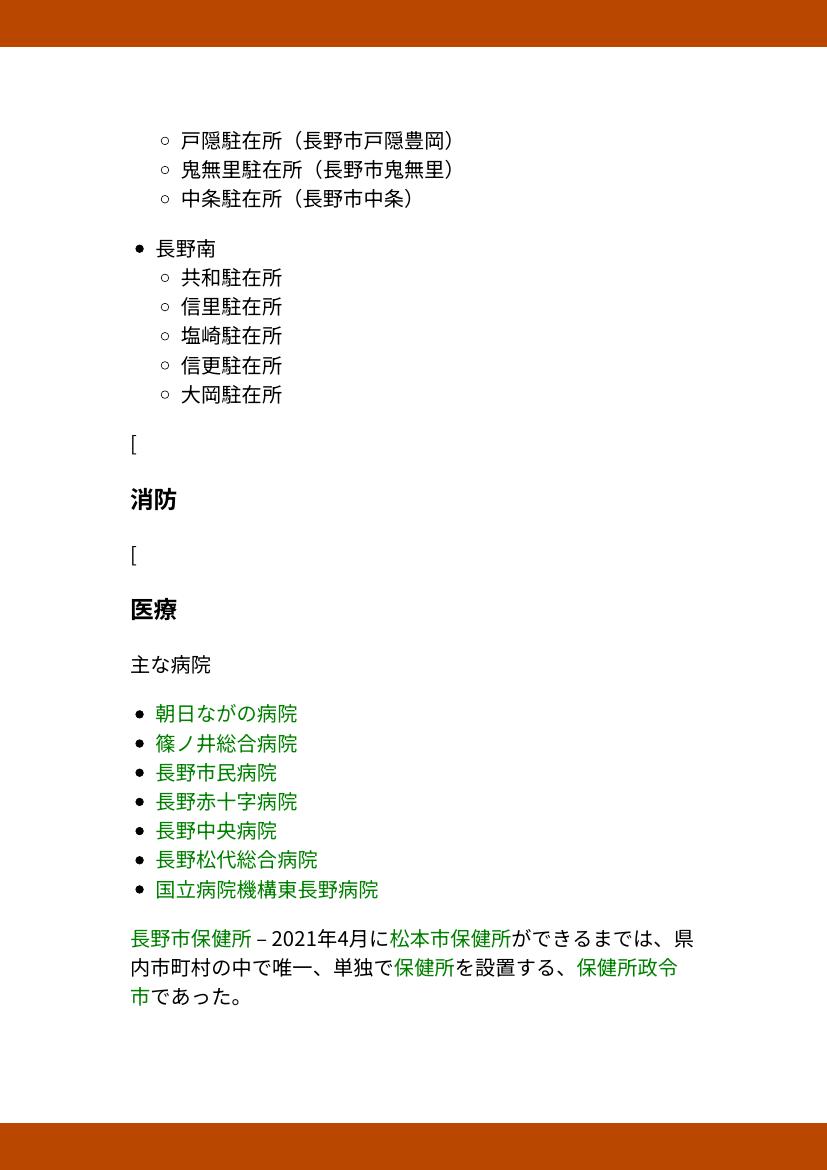 戸隠駐在所（長野市戸隠豊岡）
鬼無里駐在所（長野市鬼無里）
中条駐在所（長野市中条）
長野南
共和駐在所
信里駐在所
塩崎駐在所
信更駐在所
大岡駐在所
[
消防
[
医療
主な病院
朝日ながの病院
篠ノ井総合病院
長野市民病院
長野赤十字病院
長野中央病院
長野松代総合病院
国立病院機構東長野病院
長野市保健所 – 2021年4月に松本市保健所ができるまでは、県
内市町村の中で唯一、単独で保健所を設置する、保健所政令
市であった。